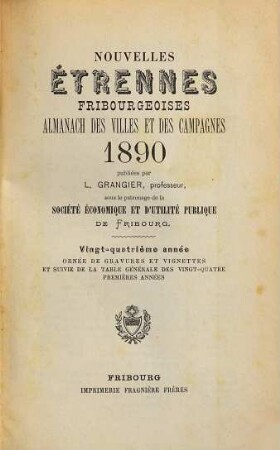 NOUVELLES
ÉTRENNES
FRIBOURGEOISES
ALMANACH DES VILLES ET DES CAMPAGNES
1890
publiées par
L. GRANGIER, professeur,
sous le patronage de la
SOCIÉTÉ ÉCONOMIQUE ET D'UTILITÉ PUBLIQUE
DE FRIBOURG.
Vingt-quatrième année
ORNÉE DE GRAVURES ET VIGNETTES
ET SUIVIE DE LA TABLE GÉNÉRALE DES VINGT-QUATRE
PREMIÈRES ANNÉES
FRIBOURG
IMPRIMERIE FRAGNIÈRE FRÈRES